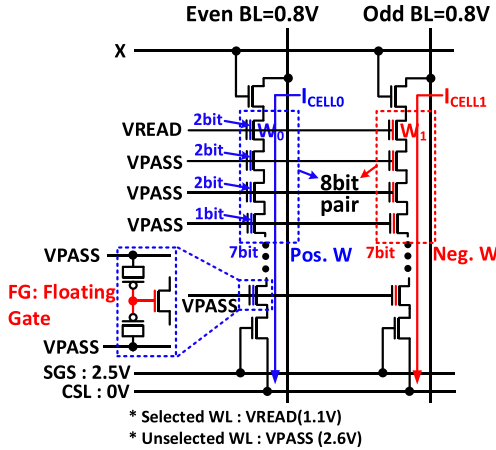 Even BL=0.8V Odd BL=0.8V
X
I_CELL0 I_CELL1
2bit W0 W1
VREAD
2bit
VPASS
2bit 8bit
VPASS pair
1bit
VPASS
7bit Pos. W 7bit Neg. W
VPASS
FG: Floating
Gate
VPASS
VPASS
SGS : 2.5V
CSL : 0V
* Selected WL : VREAD(1.1V)
* Unselected WL : VPASS (2.6V)